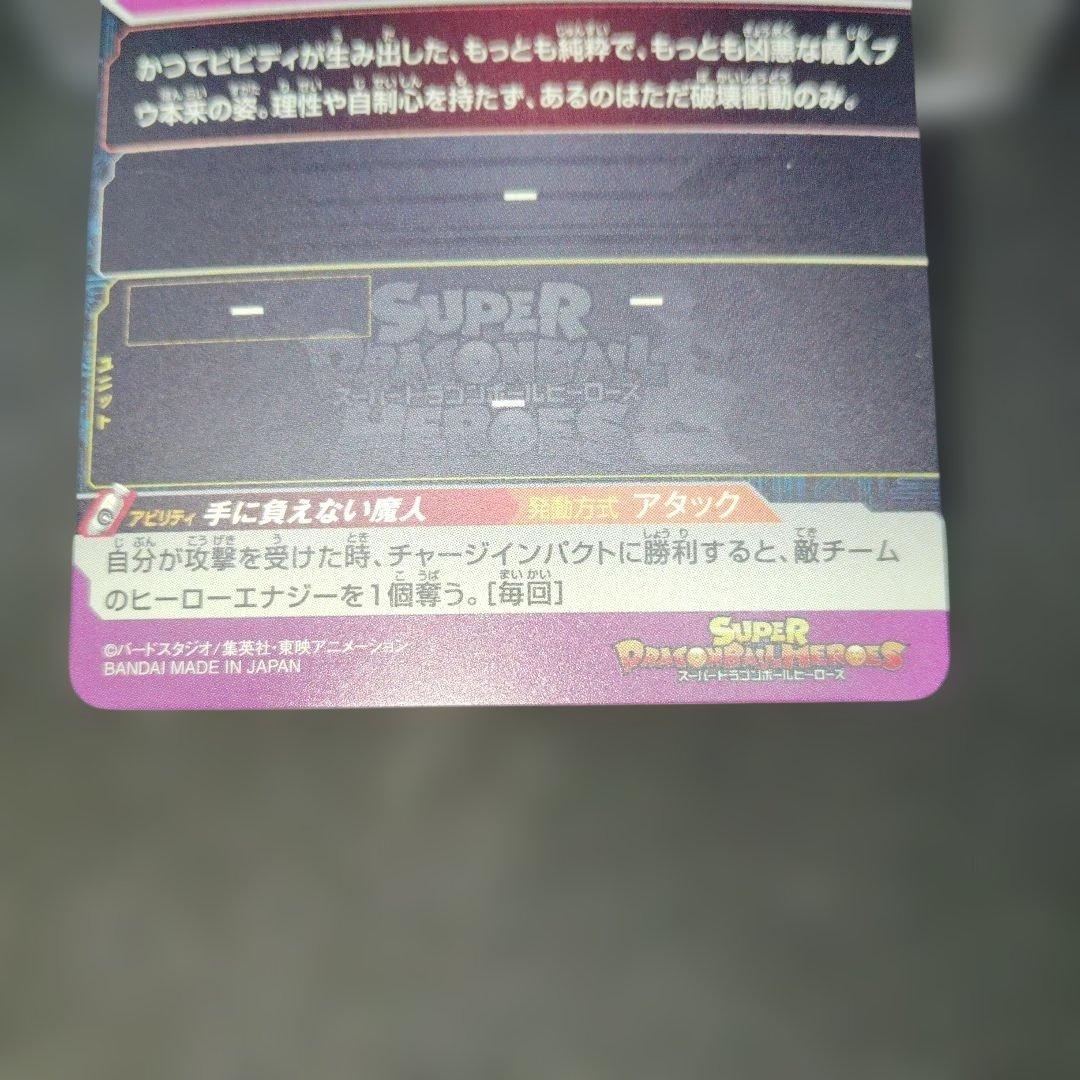 かつてビビディが生み出した、もっとも純粋で、もっとも凶悪な魔人ブ
ウ本来の姿。理性や自制心を持たず、あるのはただ破壊衝動のみ。
ー
ー
ー
ー
ユニット
SUPER
DRAGONBALL
スーパードラゴンボールヒーローズ
HEROES
アビリティ 手に負えない魔人 発動方式 アタック
自分が攻撃を受けた時、チャージインパクトに勝利すると、敵チーム
のヒーローエナジーを1個奪う。[毎回]
©バードスタジオ/集英社・東映アニメーション
BANDAI MADE IN JAPAN
SUPER
DRAGONBALL HEROES
スーパードラゴンボールヒーローズ